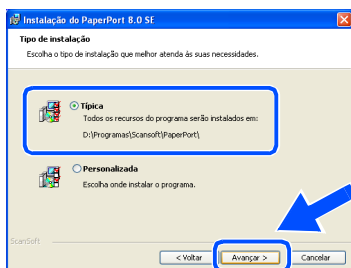 Instalação do PaperPort 8.0 SE
Tipo de instalação
Escolha o tipo de instalação que melhor atenda às suas necessidades.
Típica
Todos os recursos do programa serão instalados em:
D:\Programas\Scansoft\PaperPort\
Personalizada
Escolha onde instalar o programa.
ScanSoft
< Voltar
Avançar >
Cancelar